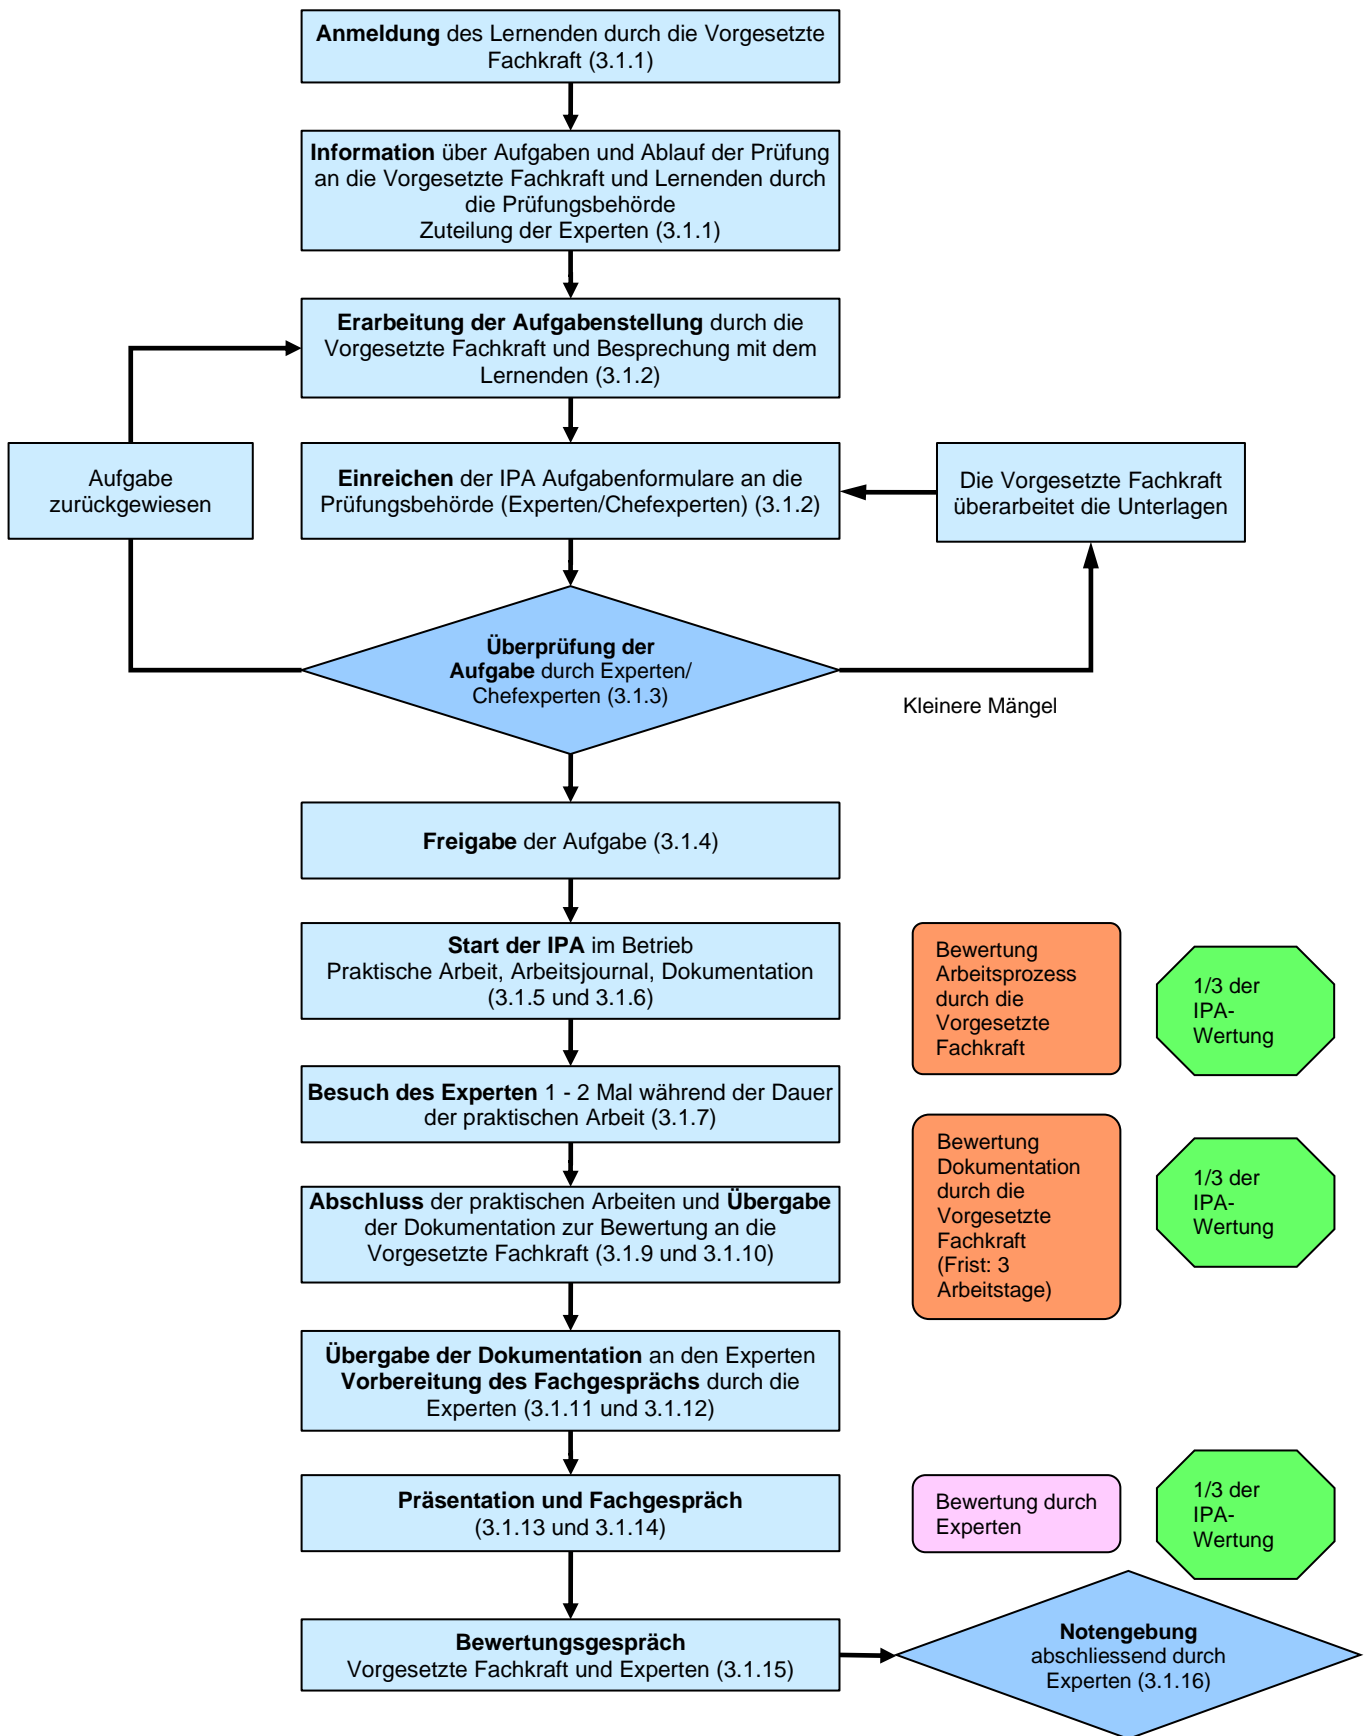 Anmeldung des Lernenden durch die Vorgesetzte
Fachkraft (3.1.1)
Information über Aufgaben und Ablauf der Prüfung
an die Vorgesetzte Fachkraft und Lernenden durch
die Prüfungsbehörde
Zuteilung der Experten (3.1.1)
Erarbeitung der Aufgabenstellung durch die
Vorgesetzte Fachkraft und Besprechung mit dem
Lernenden (3.1.2)
Aufgabe
zurückgewiesen
Einreichen der IPA Aufgabenformulare an die
Prüfungsbehörde (Experten/Chefexperten) (3.1.2)
Die Vorgesetzte Fachkraft
überarbeitet die Unterlagen
Überprüfung der
Aufgabe durch Experten/
Chefexperten (3.1.3)
Kleinere Mängel
Freigabe der Aufgabe (3.1.4)
Start der IPA im Betrieb
Praktische Arbeit, Arbeitsjournal, Dokumentation
(3.1.5 und 3.1.6)
Bewertung
Arbeitsprozess
durch die
Vorgesetzte
Fachkraft
1/3 der
IPA-
Wertung
Besuch des Experten 1 - 2 Mal während der Dauer
der praktischen Arbeit (3.1.7)
Abschluss der praktischen Arbeiten und Übergabe
der Dokumentation zur Bewertung an die
Vorgesetzte Fachkraft (3.1.9 und 3.1.10)
Bewertung
Dokumentation
durch die
Vorgesetzte
Fachkraft
(Frist: 3
Arbeitstage)
1/3 der
IPA-
Wertung
Übergabe der Dokumentation an den Experten
Vorbereitung des Fachgesprächs durch die
Experten (3.1.11 und 3.1.12)
Präsentation und Fachgespräch
(3.1.13 und 3.1.14)
Bewertung durch
Experten
1/3 der
IPA-
Wertung
Bewertungsgespräch
Vorgesetzte Fachkraft und Experten (3.1.15)
Notengebung
abschliessend durch
Experten (3.1.16)